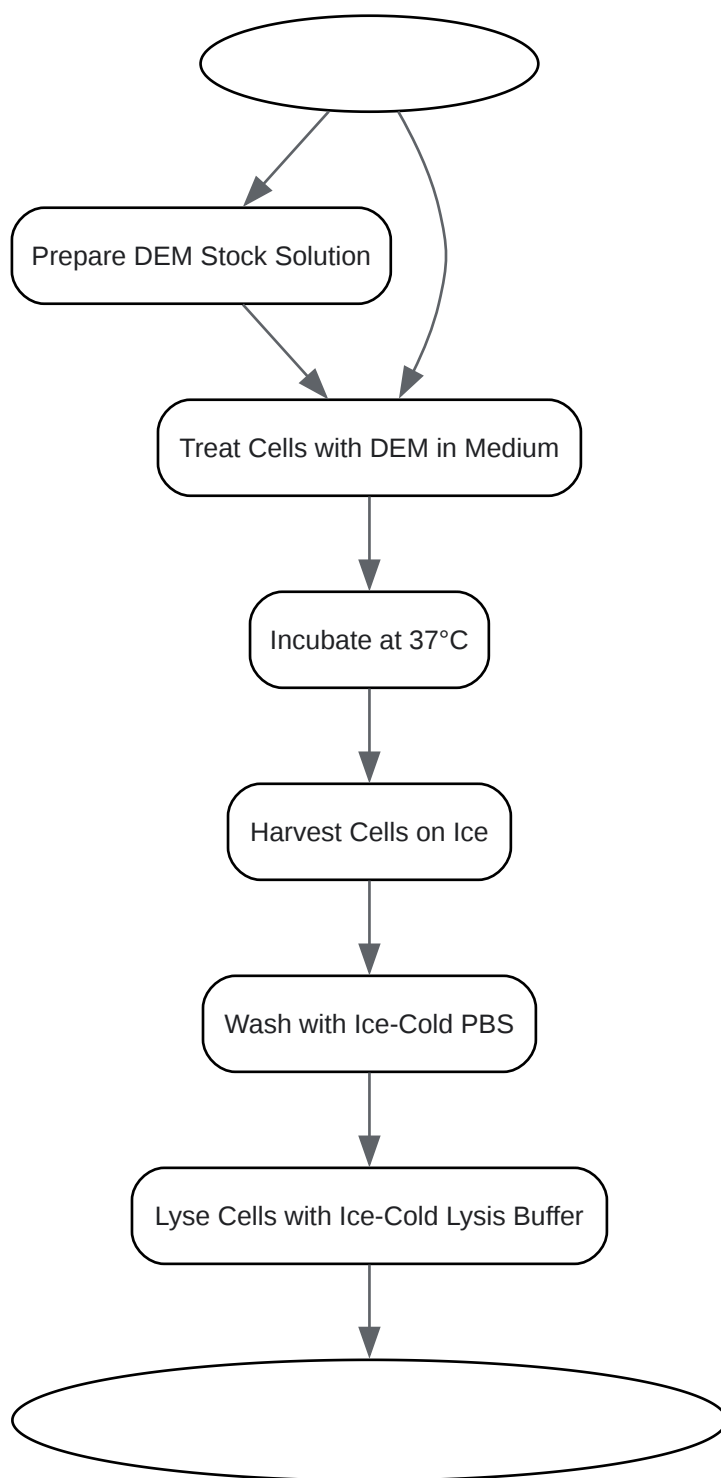 Prepare DEM Stock Solution
Treat Cells with DEM in Medium
Incubate at 37°C
Harvest Cells on Ice
Wash with Ice-Cold PBS
Lyse Cells with Ice-Cold Lysis Buffer